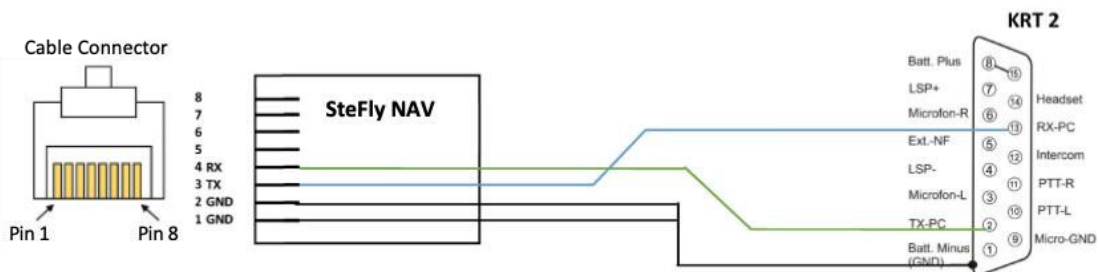 KRT 2
Cable Connector
Pin 1
Pin 8
SteFly NAV
8
7
6
5
4 RX
3 TX
2 GND
1 GND
Batt. Plus
LSP+
Microfon-R
Ext.-NF
LSP-
Microfon-L
TX-PC
Batt. Minus
(GND)
8
7
6
5
4
3
2
1
15
14
13
12
11
10
9
Headset
RX-PC
Intercom
PTT-R
PTT-L
Micro-GND